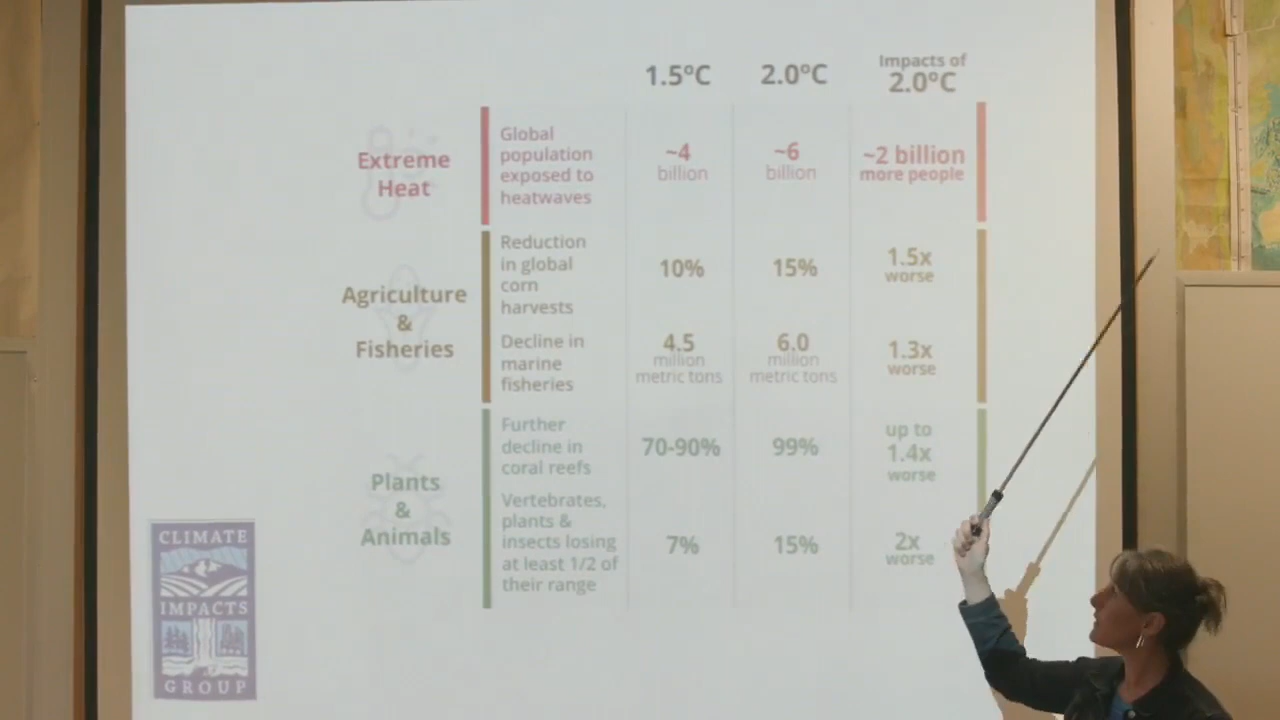 1.5°C
2.0°C
Impacts of
2.0°C
Extreme
Heat
Global
population
exposed to
heatwaves
~4
billion
~6
billion
~2 billion
more people
Agriculture
&
Fisheries
Reduction
in global
corn
harvests
10%
15%
1.5x
worse
Decline in
marine
fisheries
4.5
million
metric tons
6.0
million
metric tons
1.3x
worse
Plants
&
Animals
Further
decline in
coral reefs
70-90%
99%
up to
1.4x
worse
Vertebrates,
plants &
insects losing
at least 1/2 of
their range
7%
15%
2x
worse
CLIMATE
IMPACTS
GROUP